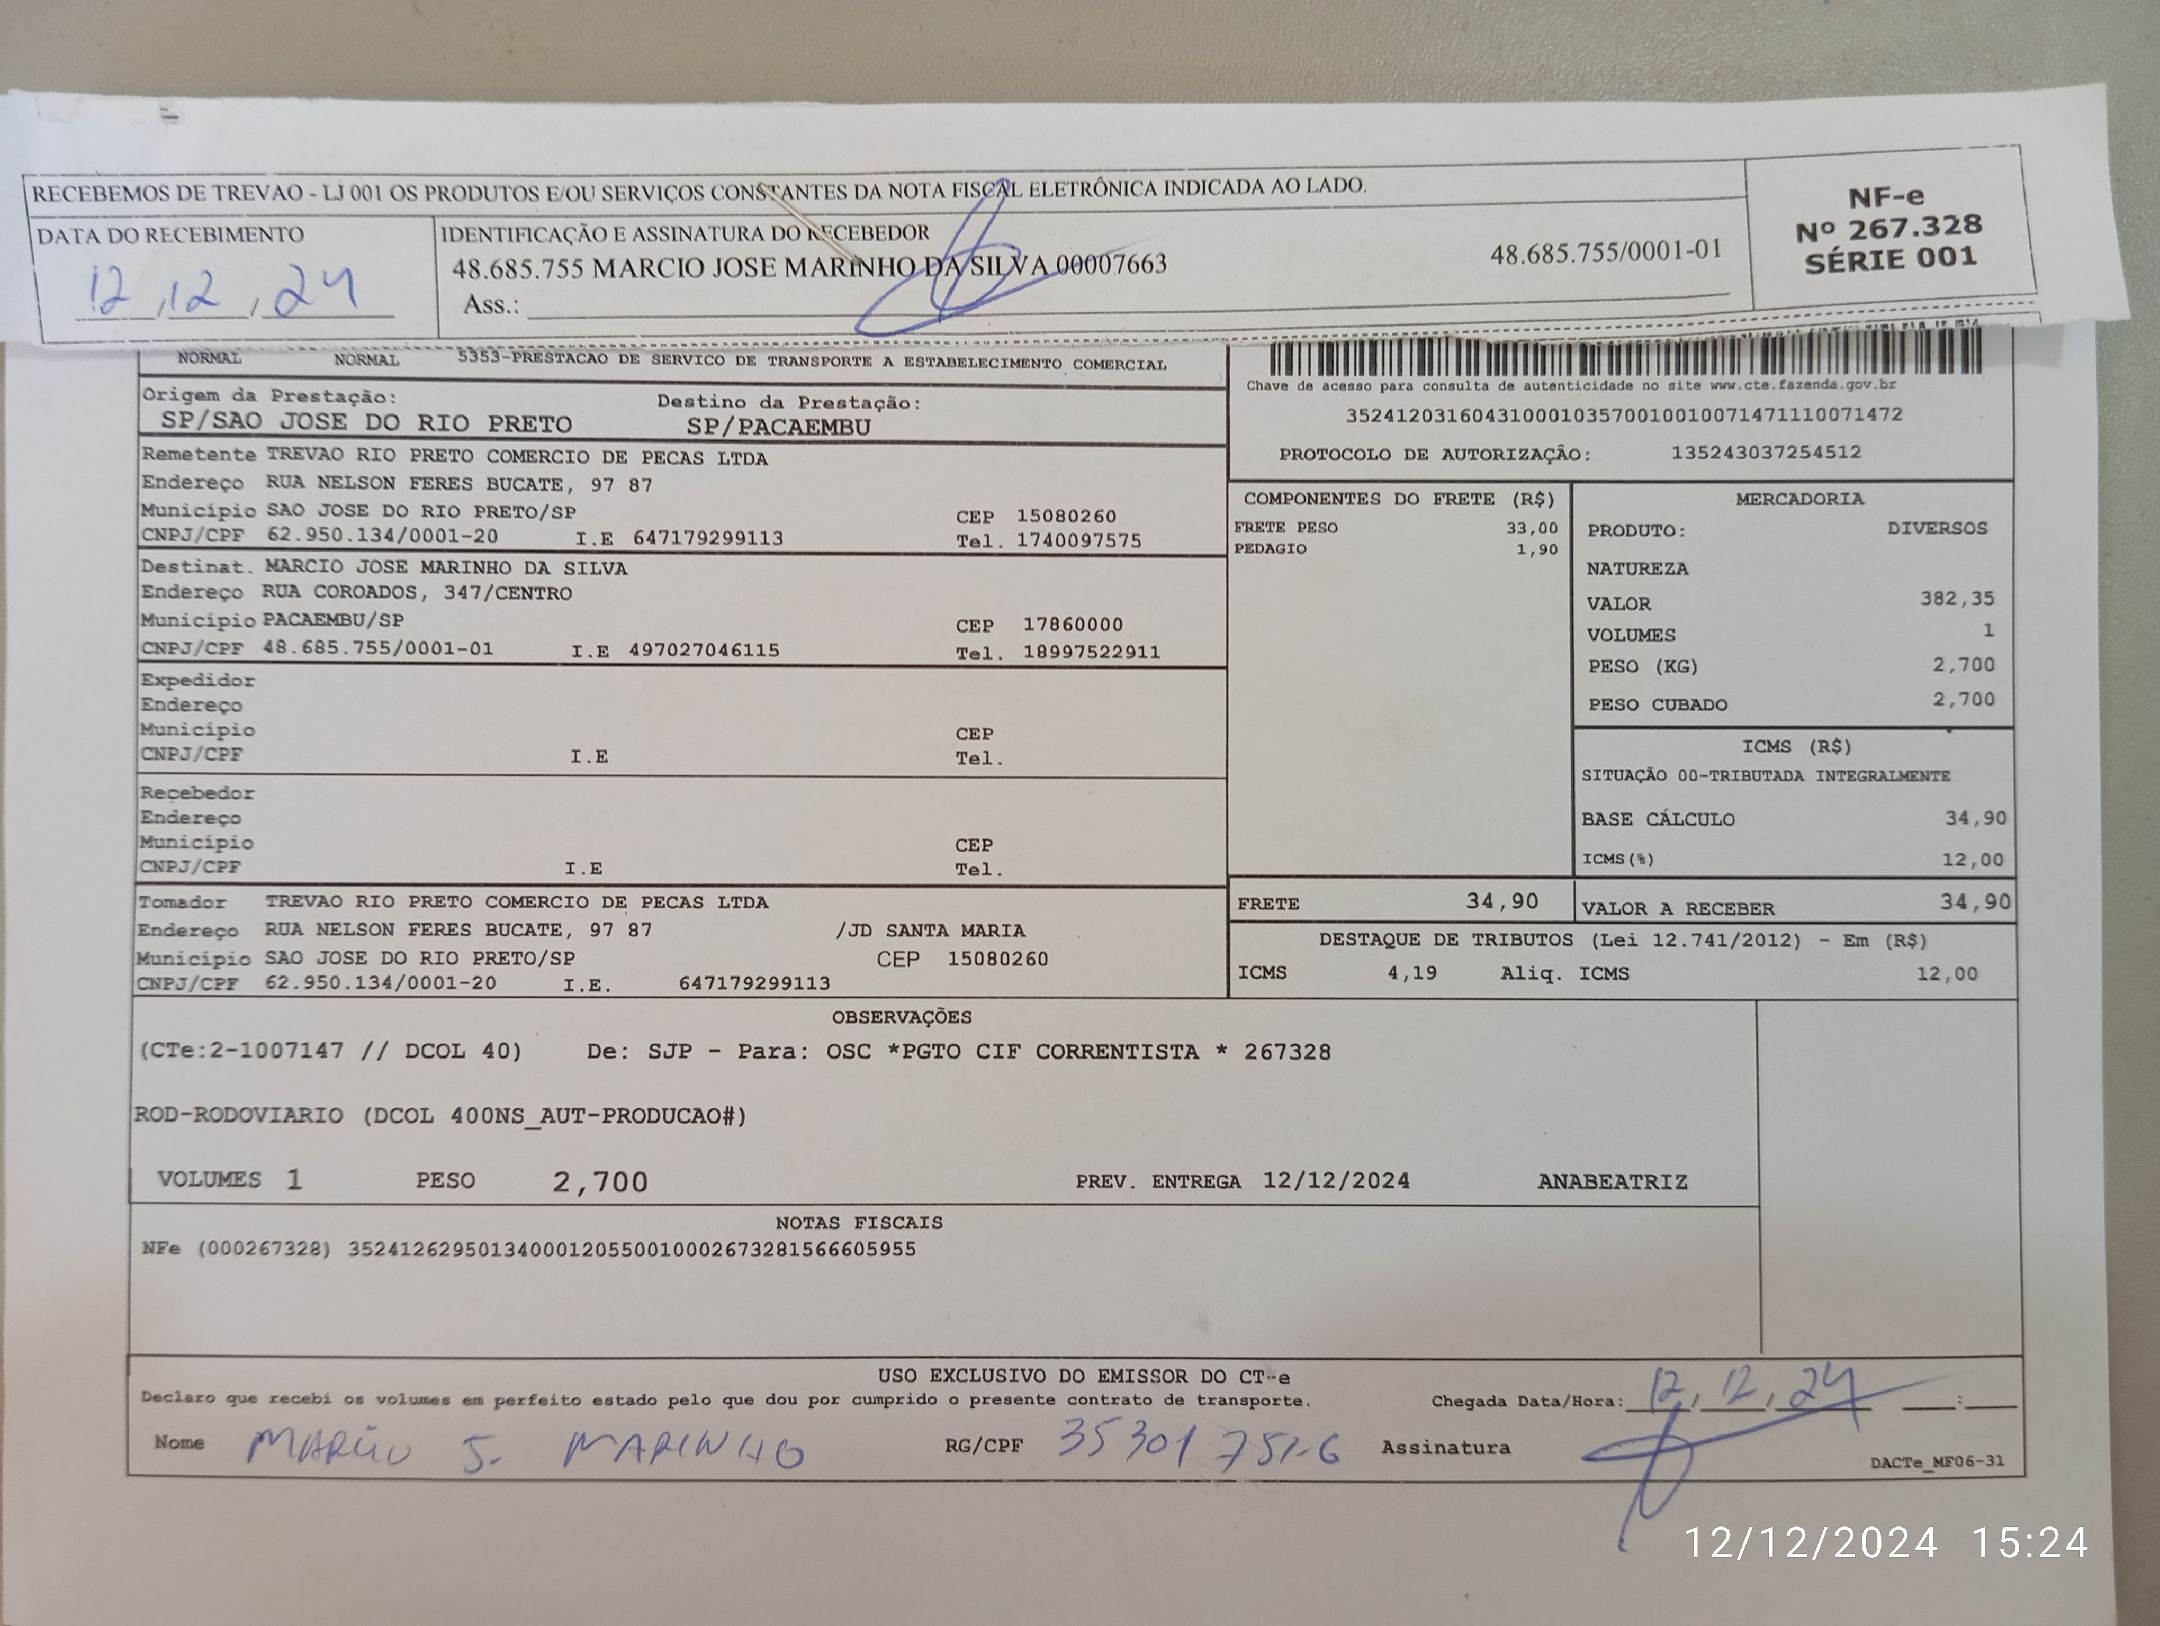 RECEBEMOS DE TREVAO - LJ 001 OS PRODUTOS E/OU SERVIÇOS CONSTANTES DA NOTA FISCAL ELETRÔNICA INDICADA AO LADO.
NF-e
Nº 267.328
SÉRIE 001
DATA DO RECEBIMENTO
12, 12, 24
IDENTIFICAÇÃO E ASSINATURA DO RECEBEDOR
48.685.755 MARCIO JOSE MARINHO DA SILVA 00007663 48.685.755/0001-01
Ass.:
NORMAL NORMAL 5353-PRESTACAO DE SERVICO DE TRANSPORTE A ESTABELECIMENTO COMERCIAL
Chave de acesso para consulta de autenticidade no site www.cte.fazenda.gov.br
35241203160431000103570010010071471110071472
PROTOCOLO DE AUTORIZAÇÃO: 135243037254512
Origem da Prestação: Destino da Prestação:
SP/SAO JOSE DO RIO PRETO SP/PACAEMBU
Remetente TREVAO RIO PRETO COMERCIO DE PECAS LTDA
Endereço RUA NELSON FERES BUCATE, 97 87
Município SAO JOSE DO RIO PRETO/SP CEP 15080260
CNPJ/CPF 62.950.134/0001-20 I.E 647179299113 Tel. 1740097575
Destinat. MARCIO JOSE MARINHO DA SILVA
Endereço RUA COROADOS, 347/CENTRO
Município PACAEMBU/SP CEP 17860000
CNPJ/CPF 48.685.755/0001-01 I.E 497027046115 Tel. 18997522911
Expedidor
Endereço
Município CEP
CNPJ/CPF I.E Tel.
Recebedor
Endereço
Município CEP
CNPJ/CPF I.E Tel.
Tomador TREVAO RIO PRETO COMERCIO DE PECAS LTDA
Endereço RUA NELSON FERES BUCATE, 97 87 /JD SANTA MARIA
Município SAO JOSE DO RIO PRETO/SP CEP 15080260
CNPJ/CPF 62.950.134/0001-20 I.E. 647179299113
COMPONENTES DO FRETE (R$)
FRETE PESO 33,00
PEDAGIO 1,90
MERCADORIA
PRODUTO: DIVERSOS
NATUREZA
VALOR 382,35
VOLUMES 1
PESO (KG) 2,700
PESO CUBADO 2,700
ICMS (R$)
SITUAÇÃO 00-TRIBUTADA INTEGRALMENTE
BASE CÁLCULO 34,90
ICMS(%) 12,00
FRETE 34,90 VALOR A RECEBER 34,90
DESTAQUE DE TRIBUTOS (Lei 12.741/2012) - Em (R$)
ICMS 4,19 Aliq. ICMS 12,00
OBSERVAÇÕES
(CTe:2-1007147 // DCOL 40) De: SJP - Para: OSC *PGTO CIF CORRENTISTA * 267328
ROD-RODOVIARIO (DCOL 400NS_AUT-PRODUCAO#)
VOLUMES 1 PESO 2,700 PREV. ENTREGA 12/12/2024 ANABEATRIZ
NOTAS FISCAIS
NFe (000267328) 35241262950134000120550010002673281566605955
USO EXCLUSIVO DO EMISSOR DO CT-e
Declaro que recebi os volumes em perfeito estado pelo que dou por cumprido o presente contrato de transporte. Chegada Data/Hora: 12, 12, 24 :
Nome MARCIO J. MARINHO RG/CPF 35301 Assinatura
DACTe_MF06-31
12/12/2024 15:24